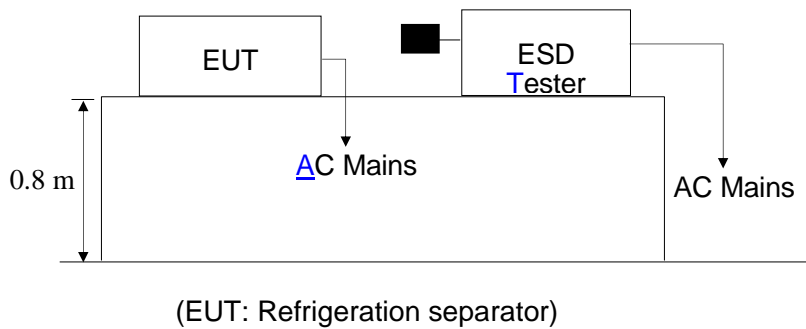 EUT
ESD
Tester
AC Mains
0.8 m
AC Mains
(EUT: Refrigeration separator)